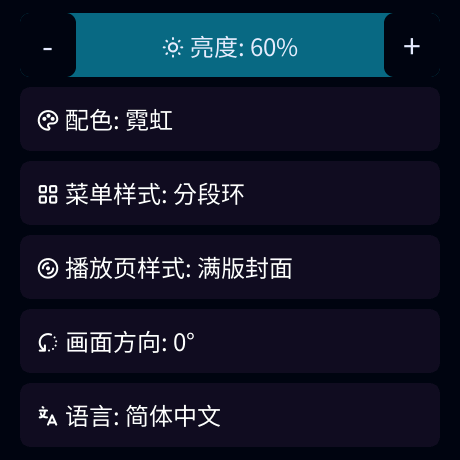 - 亮度: 60% +
配色: 霓虹
菜单样式: 分段环
播放页样式: 满版封面
画面方向: 0°
语言: 简体中文